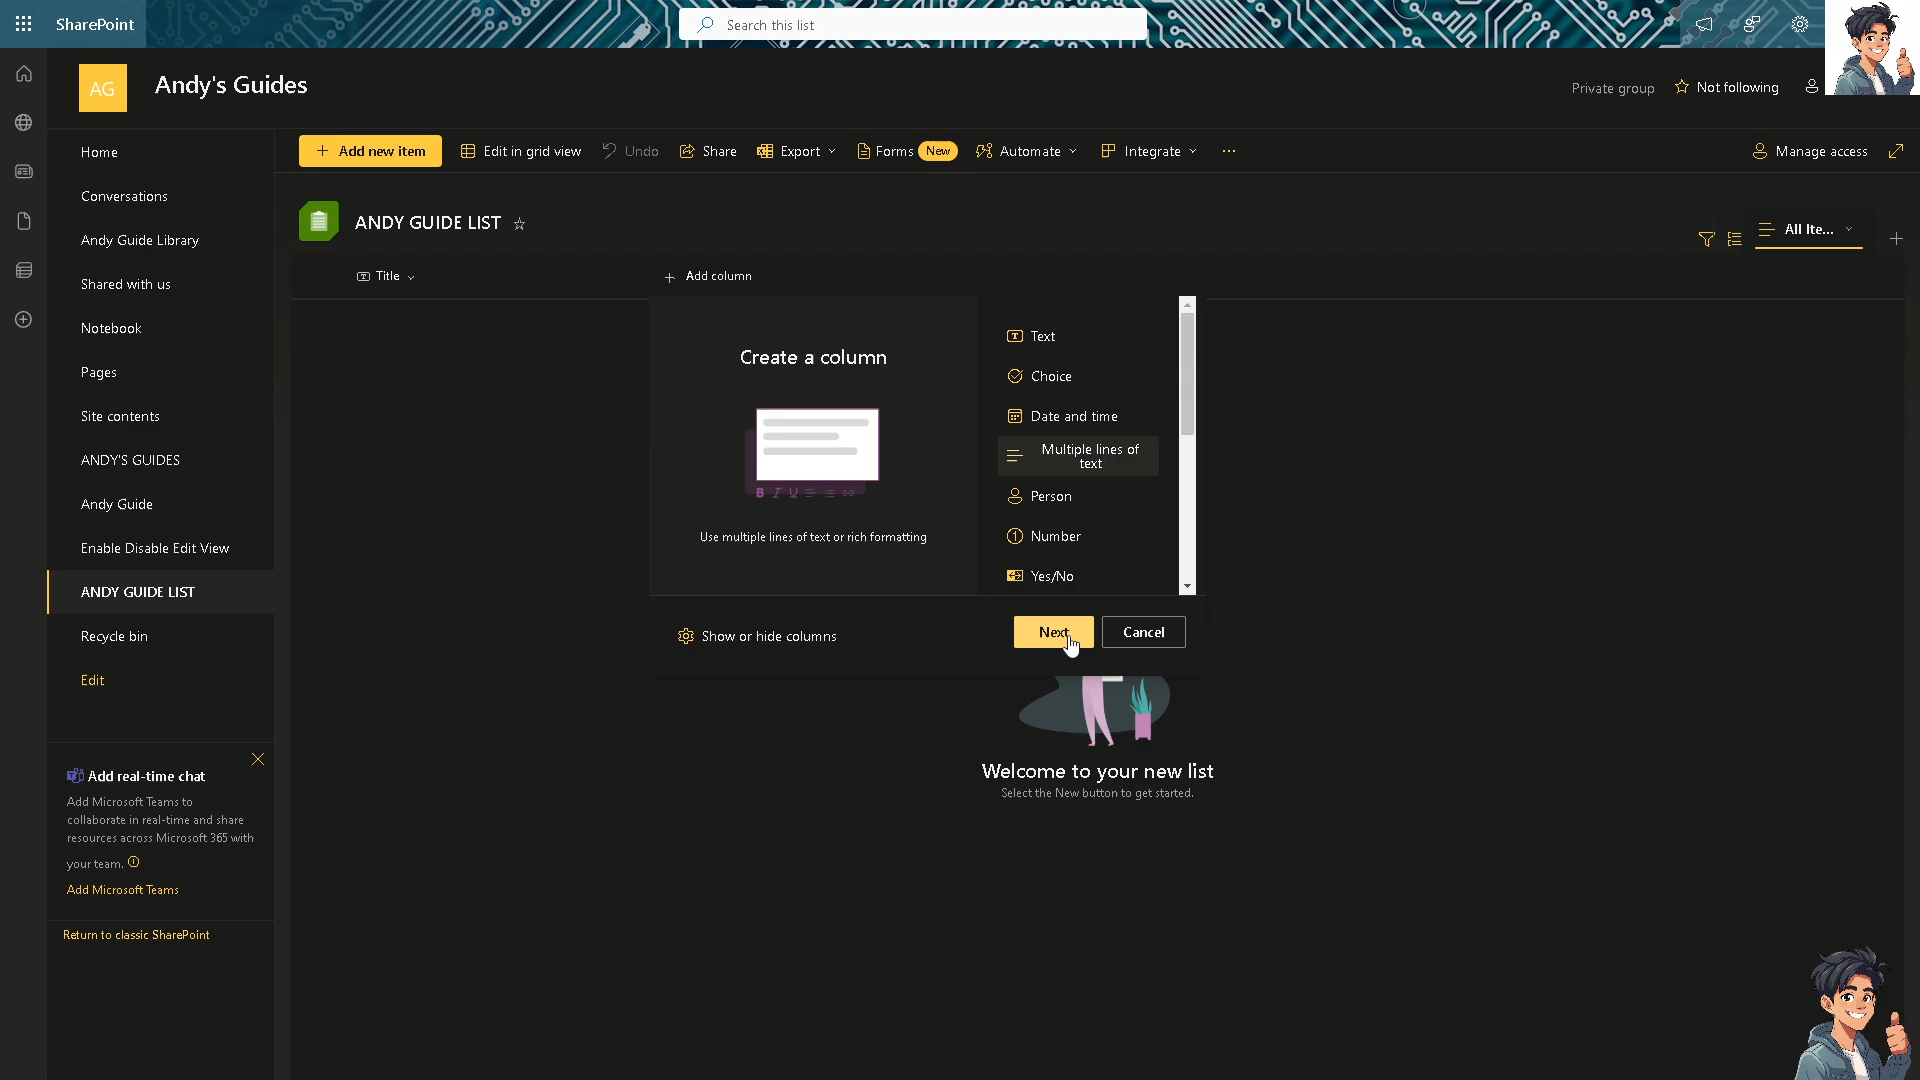 SharePoint
Search this list
AG
Andy's Guides
Private group
Not following
Home
Conversations
Andy Guide Library
Shared with us
Notebook
Pages
Site contents
ANDY'S GUIDES
Andy Guide
Enable Disable Edit View
ANDY GUIDE LIST
Recycle bin
Edit
Add real-time chat
Add Microsoft Teams to
collaborate in real-time and share
resources across Microsoft 365 with
your team.
Add Microsoft Teams
Return to classic SharePoint
Add new item
Edit in grid view
Undo
Share
Export
Forms New
Automate
Integrate
Manage access
ANDY GUIDE LIST
All Ite...
Title
Add column
Create a column
B I U
Use multiple lines of text or rich formatting
Text
Choice
Date and time
Multiple lines of
text
Person
Number
Yes/No
Show or hide columns
Next
Cancel
Welcome to your new list
Select the New button to get started.